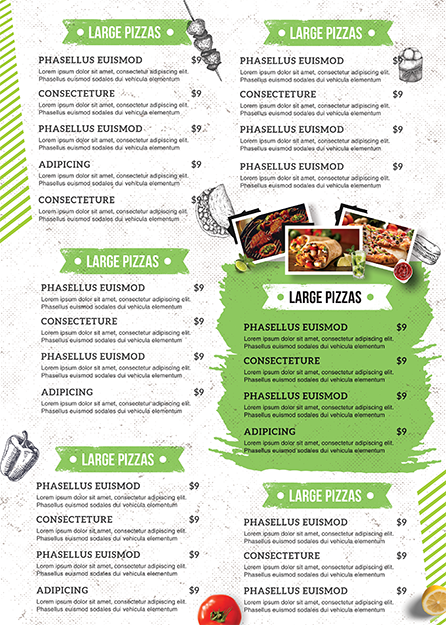 LARGE PIZZAS
PHASELLUS EUISMOD $9
Lorem ipsum dolor sit amet, consectetur adipiscing elit.
Phasellus euismod sodales dui vehicula elementum
CONSECTETURE $9
Lorem ipsum dolor sit amet, consectetur adipiscing elit.
Phasellus euismod sodales dui vehicula elementum
PHASELLUS EUISMOD $9
Lorem ipsum dolor sit amet, consectetur adipiscing elit.
Phasellus euismod sodales dui vehicula elementum
ADIPICING $9
Lorem ipsum dolor sit amet, consectetur adipiscing elit.
Phasellus euismod sodales dui vehicula elementum
CONSECTETURE $9
Lorem ipsum dolor sit amet, consectetur adipiscing elit.
Phasellus euismod sodales dui vehicula elementum
LARGE PIZZAS
PHASELLUS EUISMOD $9
Lorem ipsum dolor sit amet, consectetur adipiscing elit.
Phasellus euismod sodales dui vehicula elementum
CONSECTETURE $9
Lorem ipsum dolor sit amet, consectetur adipiscing elit.
Phasellus euismod sodales dui vehicula elementum
PHASELLUS EUISMOD $9
Lorem ipsum dolor sit amet, consectetur adipiscing elit.
Phasellus euismod sodales dui vehicula elementum
PHASELLUS EUISMOD $9
Lorem ipsum dolor sit amet, consectetur adipiscing elit.
Phasellus euismod sodales dui vehicula elementum
LARGE PIZZAS
PHASELLUS EUISMOD $9
Lorem ipsum dolor sit amet, consectetur adipiscing elit.
Phasellus euismod sodales dui vehicula elementum
CONSECTETURE $9
Lorem ipsum dolor sit amet, consectetur adipiscing elit.
Phasellus euismod sodales dui vehicula elementum
PHASELLUS EUISMOD $9
Lorem ipsum dolor sit amet, consectetur adipiscing elit.
Phasellus euismod sodales dui vehicula elementum
ADIPICING $9
Lorem ipsum dolor sit amet, consectetur adipiscing elit.
Phasellus euismod sodales dui vehicula elementum
LARGE PIZZAS
PHASELLUS EUISMOD $9
Lorem ipsum dolor sit amet, consectetur adipiscing elit.
Phasellus euismod sodales dui vehicula elementum
CONSECTETURE $9
Lorem ipsum dolor sit amet, consectetur adipiscing elit.
Phasellus euismod sodales dui vehicula elementum
PHASELLUS EUISMOD $9
Lorem ipsum dolor sit amet, consectetur adipiscing elit.
Phasellus euismod sodales dui vehicula elementum
ADIPICING $9
Lorem ipsum dolor sit amet, consectetur adipiscing elit.
Phasellus euismod sodales dui vehicula elementum
LARGE PIZZAS
PHASELLUS EUISMOD $9
Lorem ipsum dolor sit amet, consectetur adipiscing elit.
Phasellus euismod sodales dui vehicula elementum
CONSECTETURE $9
Lorem ipsum dolor sit amet, consectetur adipiscing elit.
Phasellus euismod sodales dui vehicula elementum
PHASELLUS EUISMOD $9
Lorem ipsum dolor sit amet, consectetur adipiscing elit.
Phasellus euismod sodales dui vehicula elementum
ADIPICING $9
Lorem ipsum dolor sit amet, consectetur adipiscing elit.
Phasellus euismod sodales dui vehicula elementum
LARGE PIZZAS
PHASELLUS EUISMOD $9
Lorem ipsum dolor sit amet, consectetur adipiscing elit.
Phasellus euismod sodales dui vehicula elementum
CONSECTETURE $9
Lorem ipsum dolor sit amet, consectetur adipiscing elit.
Phasellus euismod sodales dui vehicula elementum
PHASELLUS EUISMOD $9
Lorem ipsum dolor sit amet, consectetur adipiscing elit.
Phasellus euismod sodales dui vehicula elementum